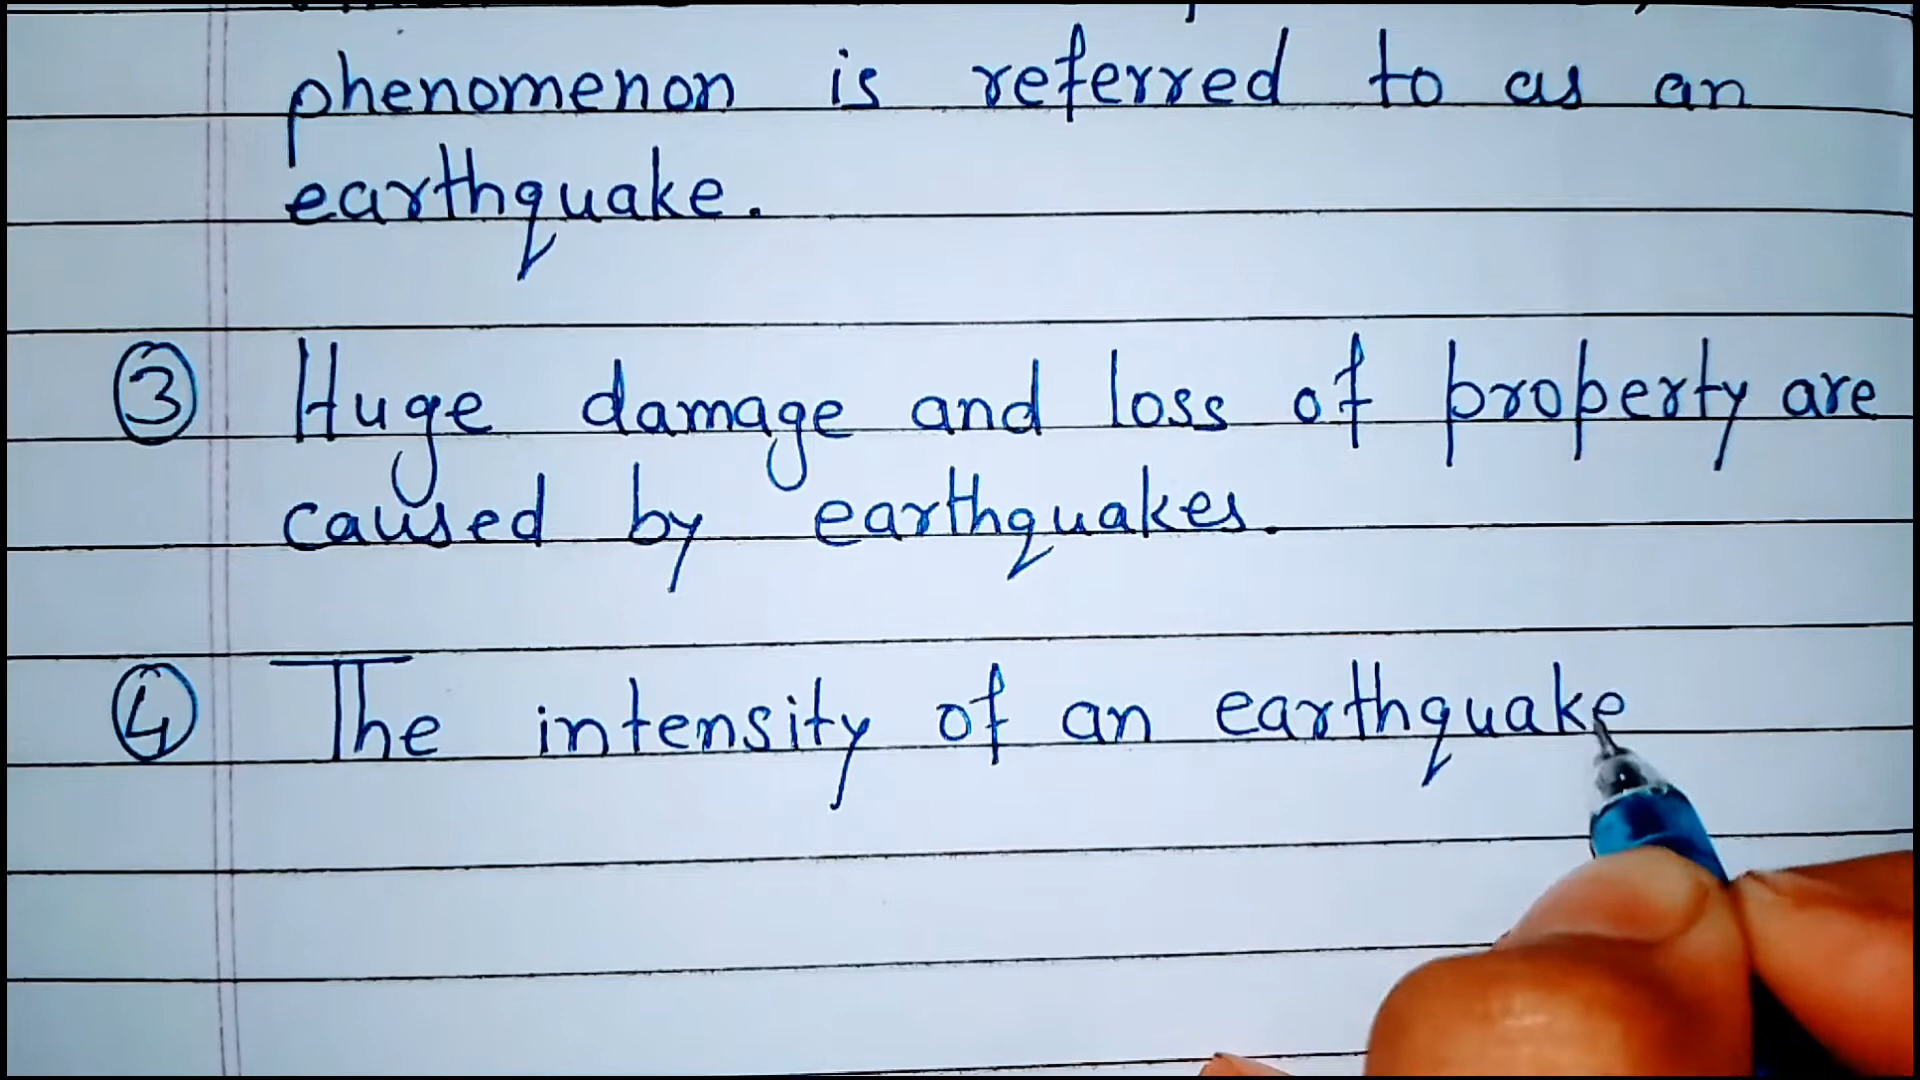 phenomenon is referred to as an
earthquake.
③ Huge damage and loss of property are
caused by earthquakes.
④ The intensity of an earthquake